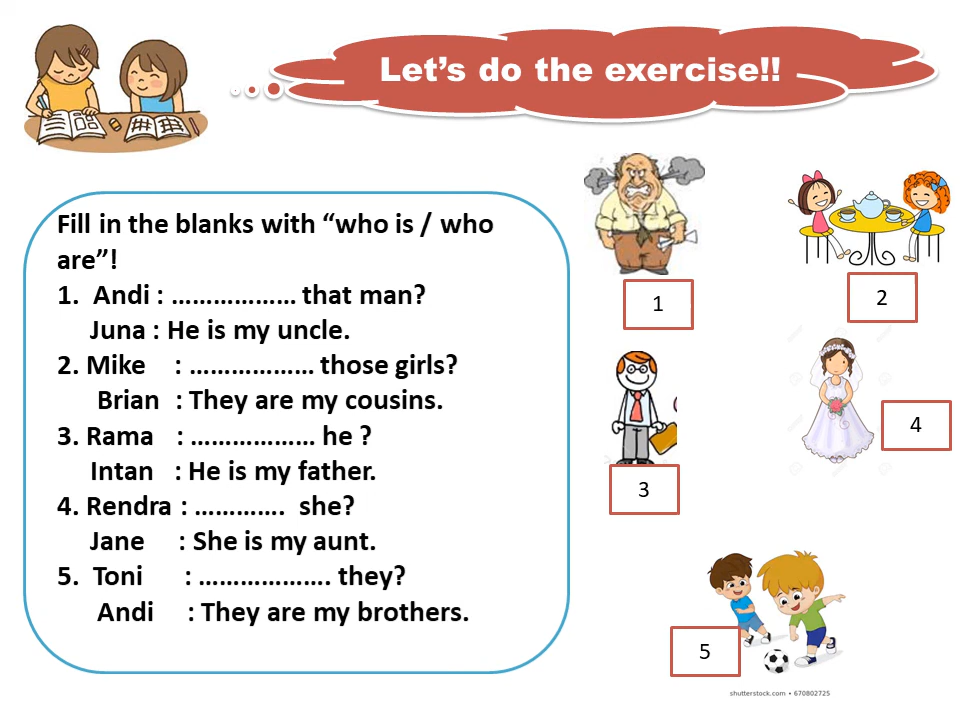 Let's do the exercise!!
Fill in the blanks with “who is / who
are”!
1. Andi : ……………… that man?
Juna : He is my uncle.
2. Mike : ……………… those girls?
Brian : They are my cousins.
3. Rama : ……………… he ?
Intan : He is my father.
4. Rendra : …………. she?
Jane : She is my aunt.
5. Toni : ………………. they?
Andi : They are my brothers.
1
2
3
4
5
shutterstock.com • 670802725